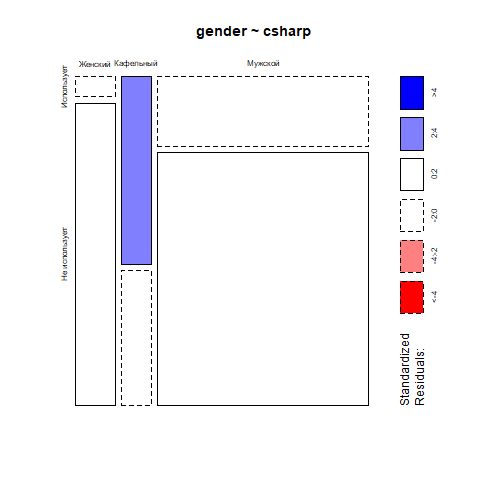 gender ~ csharp
Женский Кафельный Мужской
Использует
Не использует
>4
2:4
0:2
-2:0
-4:-2
<-4
Standardized
Residuals: